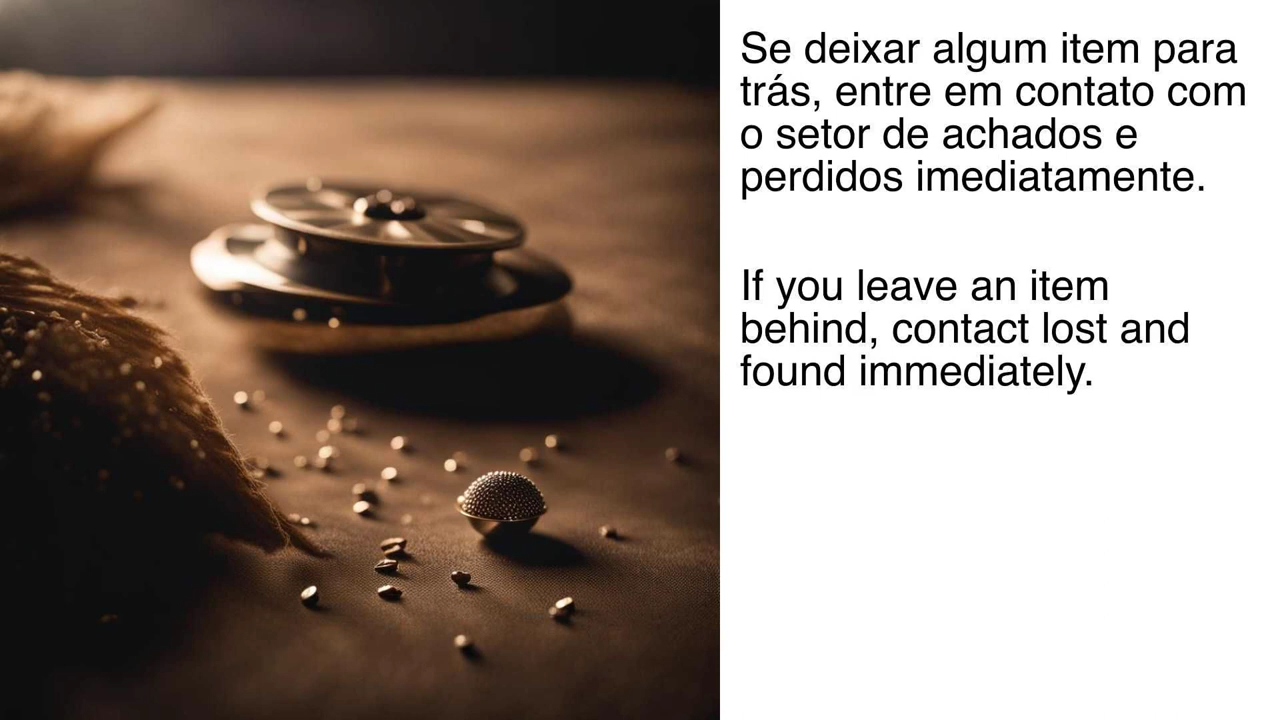 Se deixar algum item para
trás, entre em contato com
o setor de achados e
perdidos imediatamente.
If you leave an item
behind, contact lost and
found immediately.